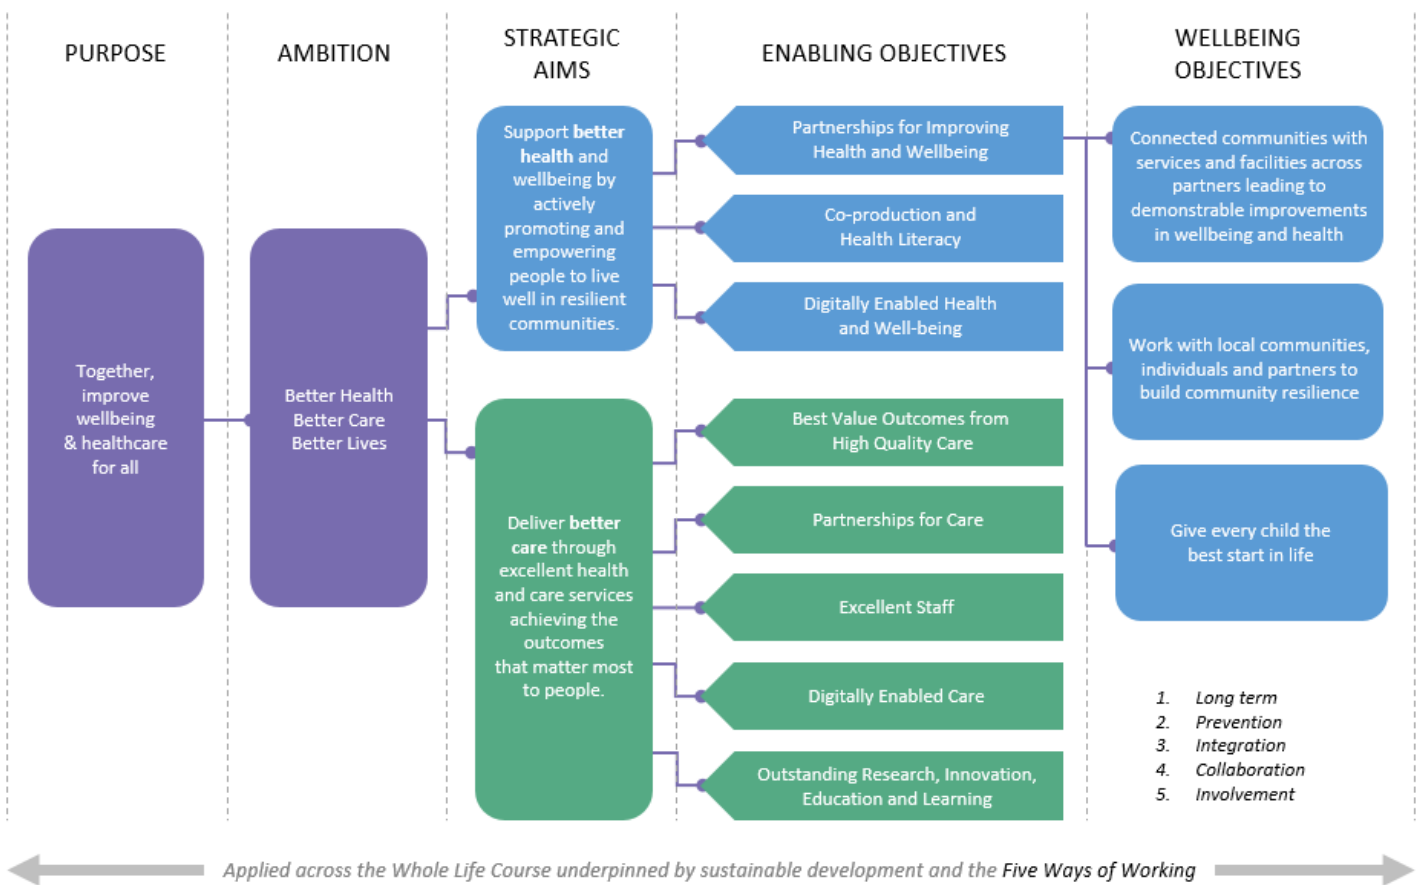 PURPOSE
AMBITION
STRATEGIC
AIMS
ENABLING OBJECTIVES
WELLBEING
OBJECTIVES
Together,
improve
wellbeing
& healthcare
for all
Better Health
Better Care
Better Lives
Support better
health and
wellbeing by
actively
promoting and
empowering
people to live
well in resilient
communities.
Deliver better
care through
excellent health
and care services
achieving the
outcomes
that matter most
to people.
Partnerships for Improving
Health and Wellbeing
Co-production and
Health Literacy
Digitally Enabled Health
and Well-being
Best Value Outcomes from
High Quality Care
Partnerships for Care
Excellent Staff
Digitally Enabled Care
Outstanding Research, Innovation,
Education and Learning
Connected communities with
services and facilities across
partners leading to
demonstrable improvements
in wellbeing and health
Work with local communities,
individuals and partners to
build community resilience
Give every child the
best start in life
1. Long term
2. Prevention
3. Integration
4. Collaboration
5. Involvement
Applied across the Whole Life Course underpinned by sustainable development and the Five Ways of Working